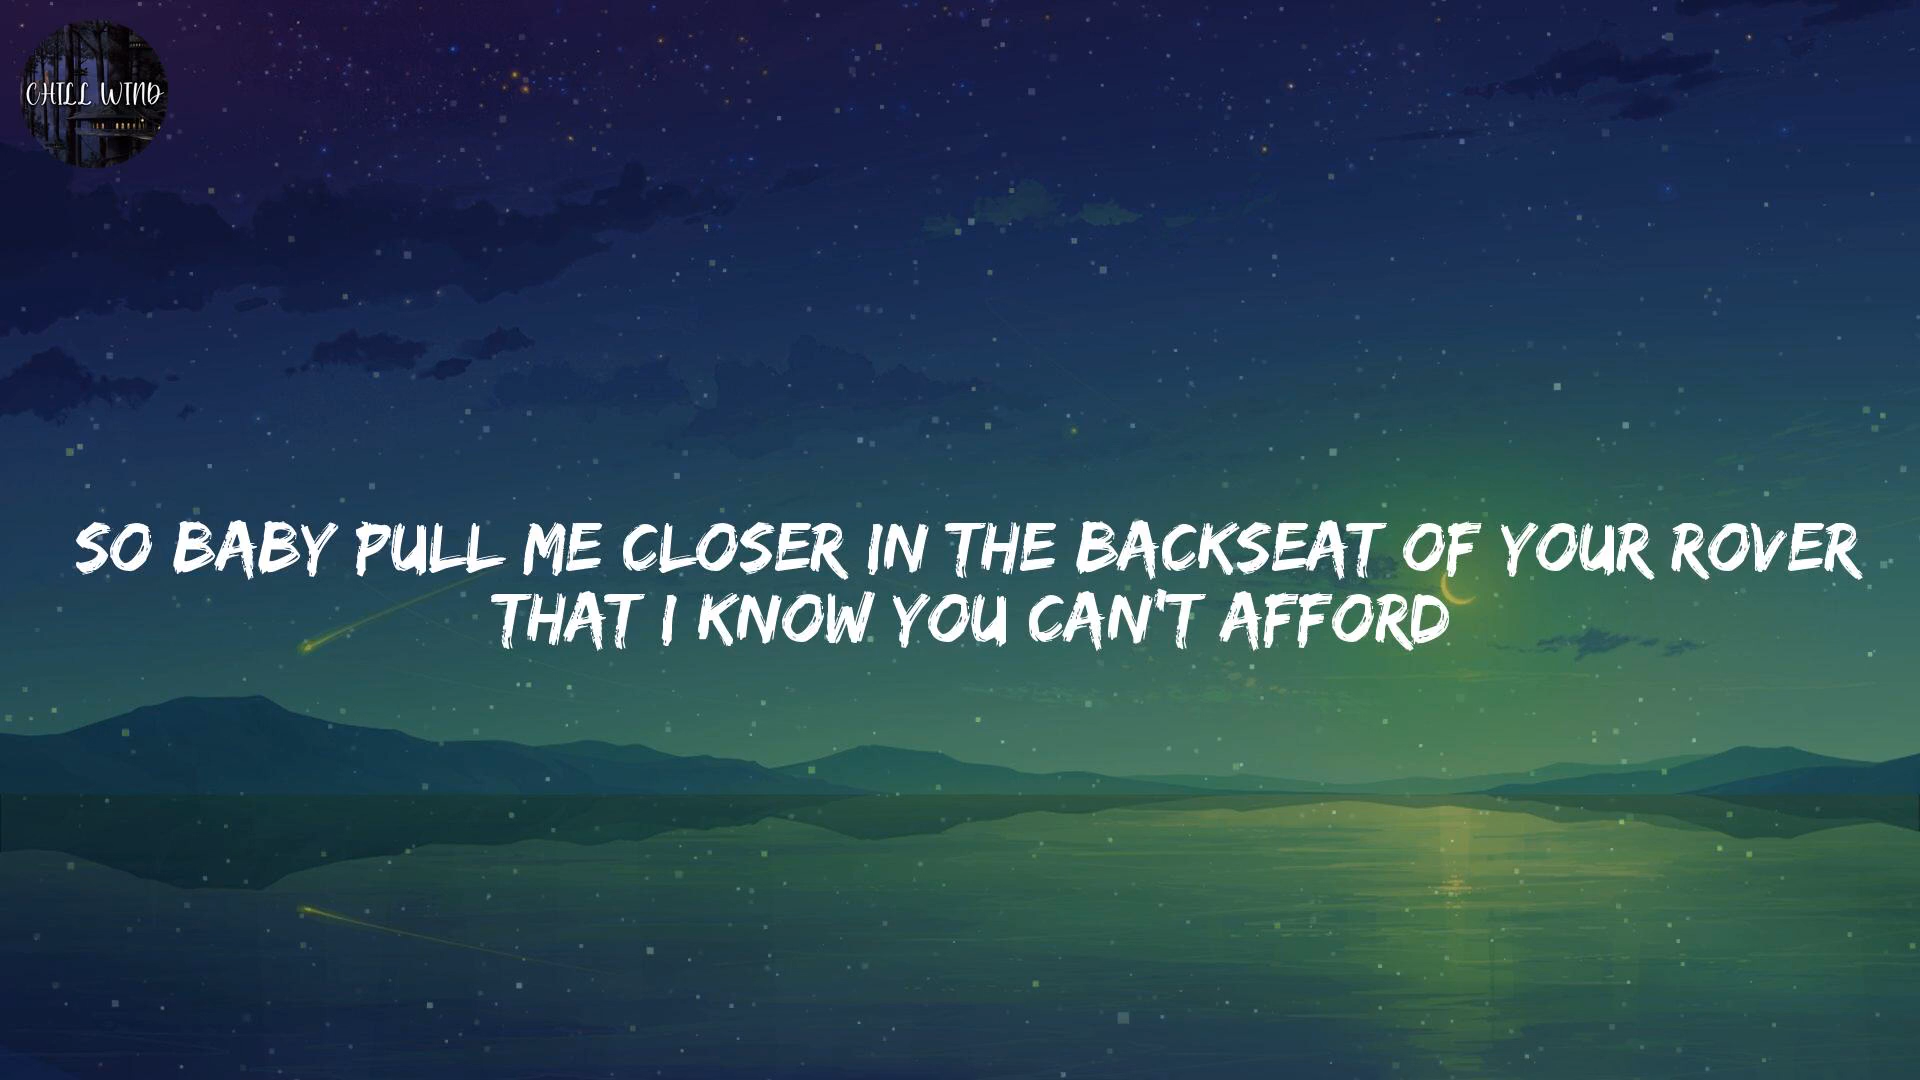 CHILL WIND
SO BABY PULL ME CLOSER IN THE BACKSEAT OF YOUR ROVER
THAT I KNOW YOU CAN'T AFFORD